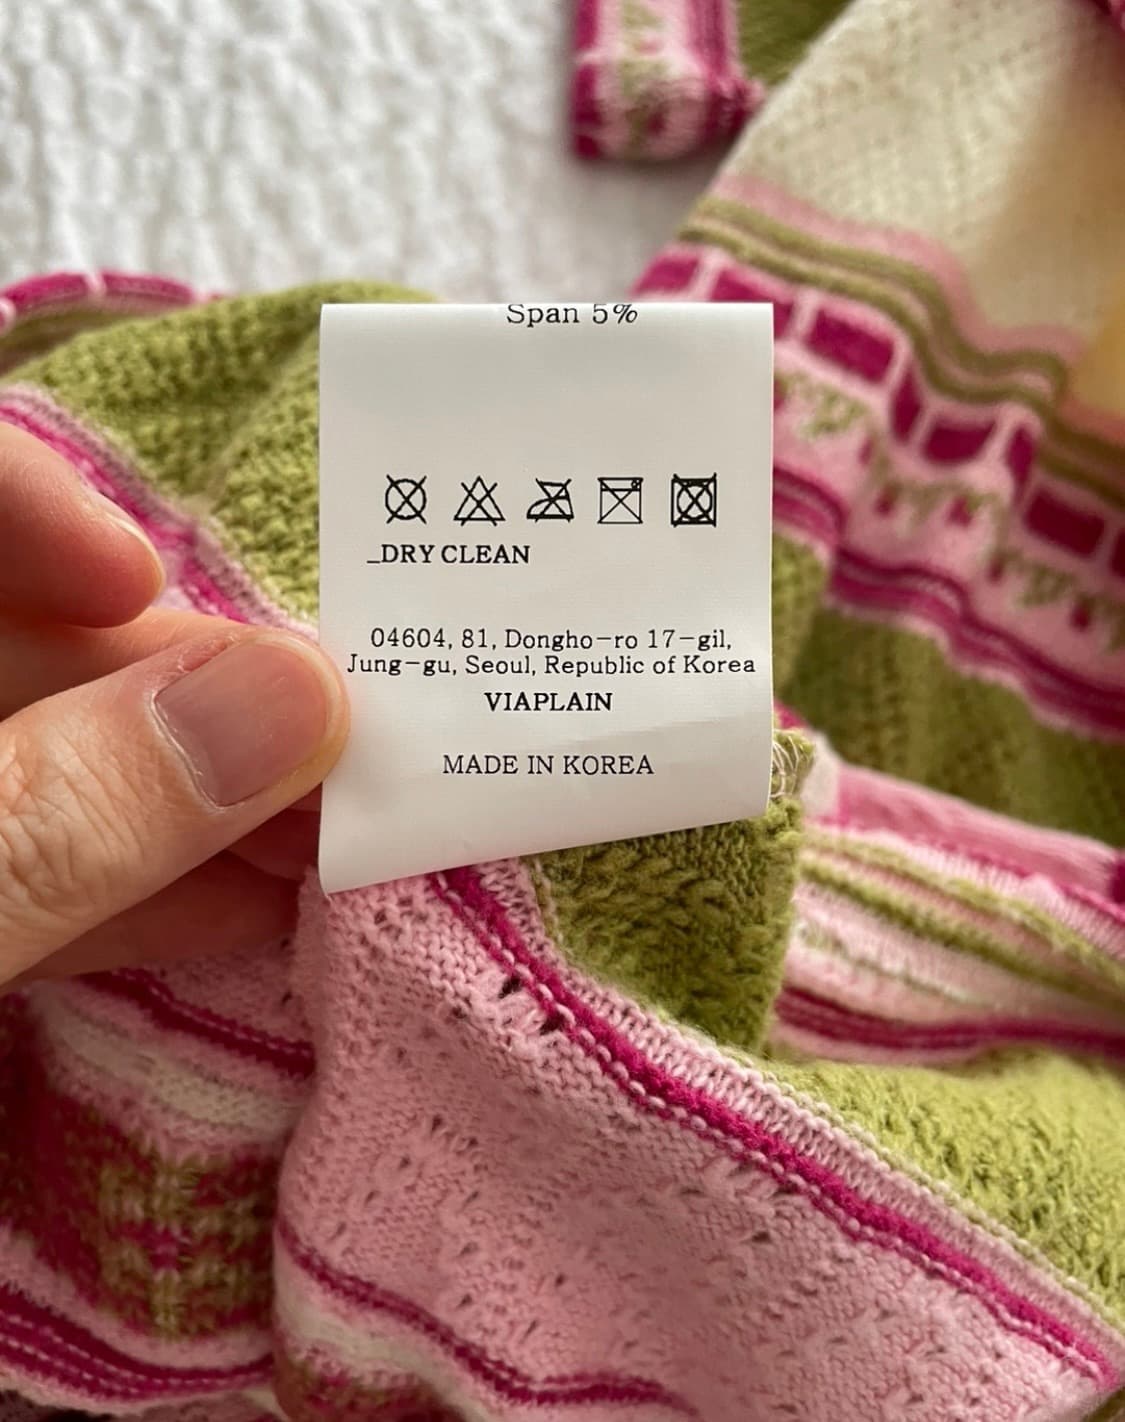 Span 5%
_DRY CLEAN
04604, 81, Dongho-ro 17-gil,
Jung-gu, Seoul, Republic of Korea
VIAPLAIN
MADE IN KOREA